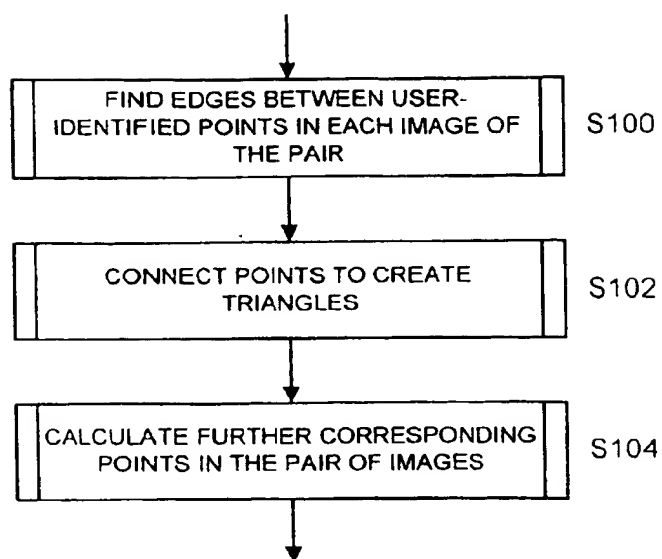 FIND EDGES BETWEEN USER-
IDENTIFIED POINTS IN EACH IMAGE OF
THE PAIR
S100
CONNECT POINTS TO CREATE
TRIANGLES
S102
CALCULATE FURTHER CORRESPONDING
POINTS IN THE PAIR OF IMAGES
S104